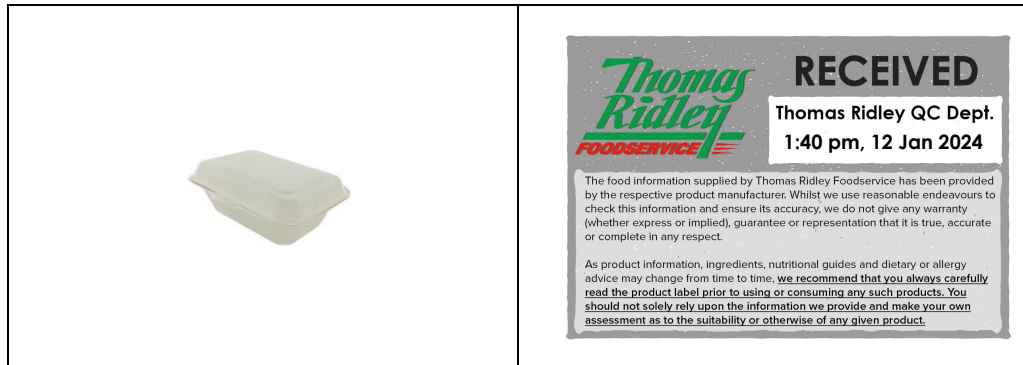 Thomas
Ridley
FOODSERVICE
RECEIVED
Thomas Ridley QC Dept.
1:40 pm, 12 Jan 2024
The food information supplied by Thomas Ridley Foodservice has been provided
by the respective product manufacturer. Whilst we use reasonable endeavours to
check this information and ensure its accuracy, we do not give any warranty
(whether express or implied), guarantee or representation that it is true, accurate
or complete in any respect.
As product information, ingredients, nutritional guides and dietary or allergy
advice may change from time to time, we recommend that you always carefully
read the product label prior to using or consuming any such products. You
should not solely rely upon the information we provide and make your own
assessment as to the suitability or otherwise of any given product.